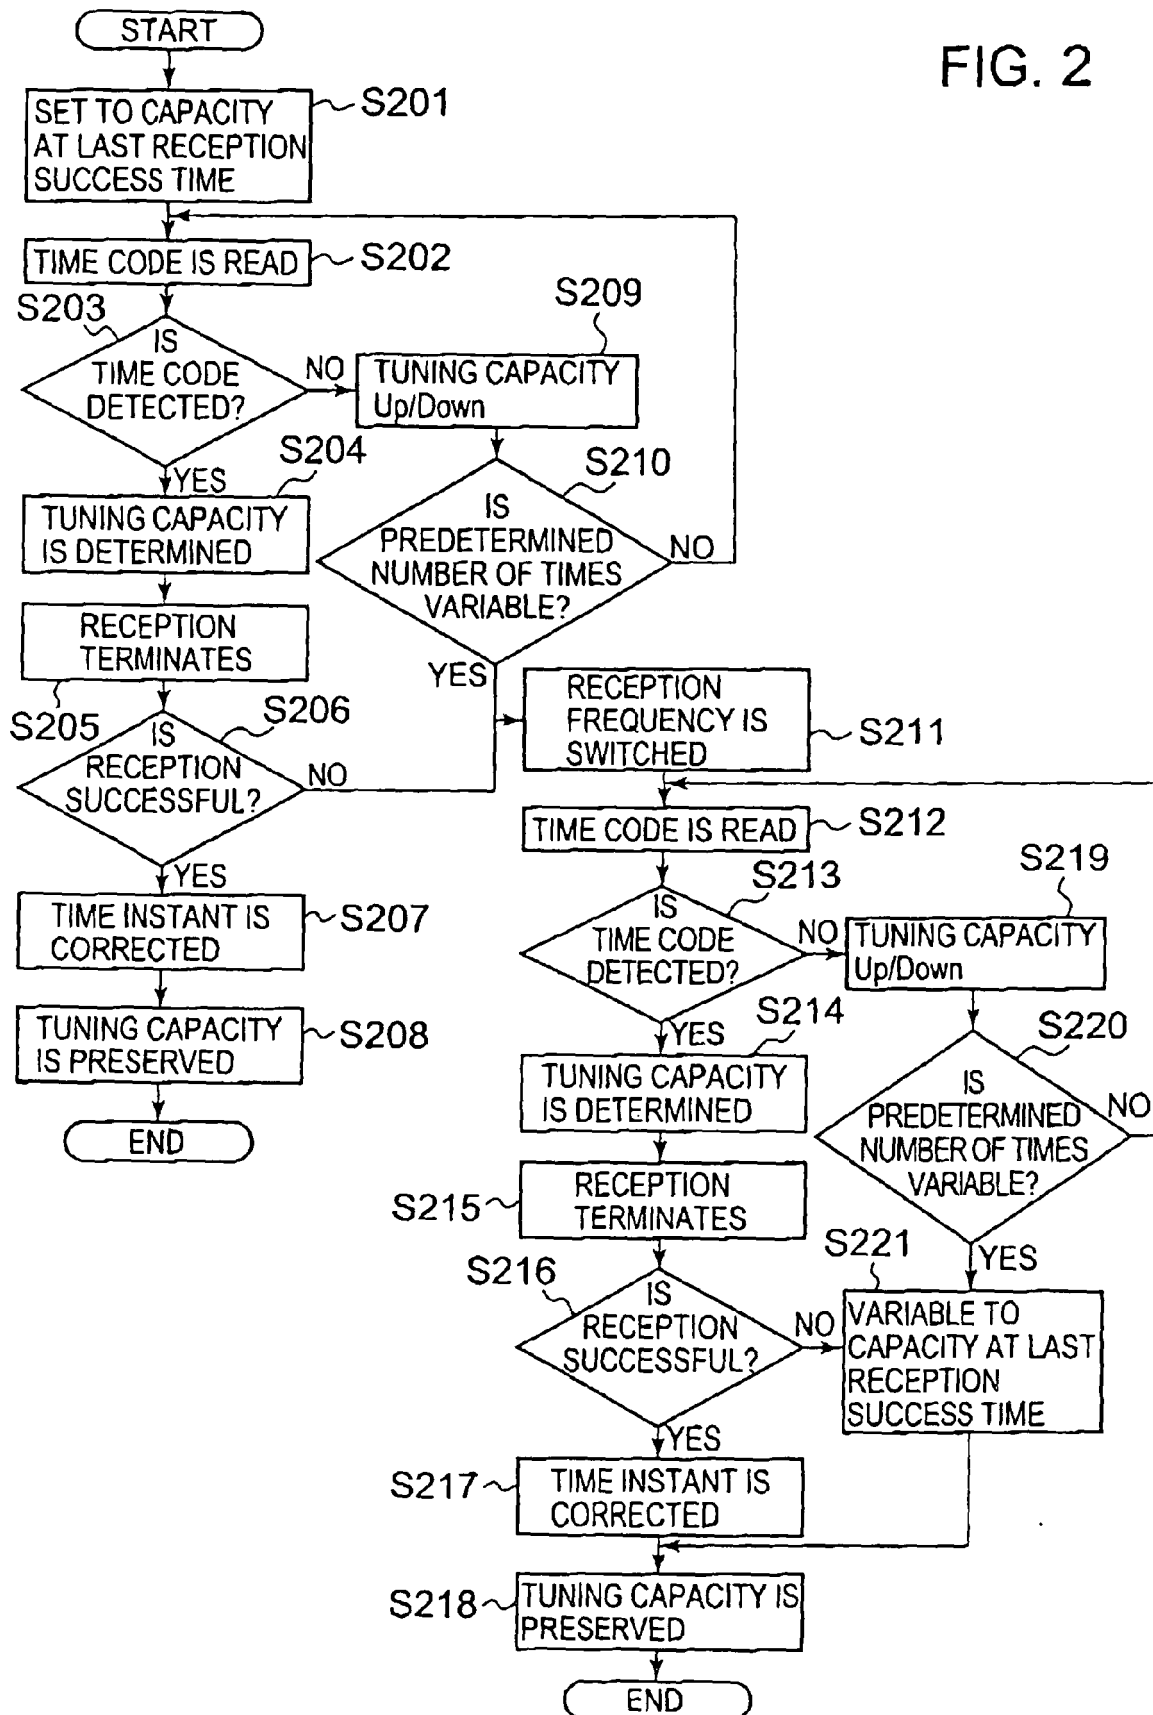 FIG. 2
START
SET TO CAPACITY
AT LAST RECEPTION
SUCCESS TIME
S201
TIME CODE IS READ
S202
S203
IS
TIME CODE
DETECTED?
NO
YES
S209
TUNING CAPACITY
Up/Down
S204
TUNING CAPACITY
IS DETERMINED
S210
IS
PREDETERMINED
NUMBER OF TIMES
VARIABLE?
NO
YES
RECEPTION
TERMINATES
S205
S206
IS
RECEPTION
SUCCESSFUL?
NO
YES
TIME INSTANT IS
CORRECTED
S207
TUNING CAPACITY
IS PRESERVED
S208
END
RECEPTION
FREQUENCY IS
SWITCHED
S211
TIME CODE IS READ
S212
S213
IS
TIME CODE
DETECTED?
NO
YES
S219
TUNING CAPACITY
Up/Down
S214
TUNING CAPACITY
IS DETERMINED
S220
IS
PREDETERMINED
NUMBER OF TIMES
VARIABLE?
NO
YES
S215
RECEPTION
TERMINATES
S216
IS
RECEPTION
SUCCESSFUL?
NO
YES
S221
VARIABLE TO
CAPACITY AT LAST
RECEPTION
SUCCESS TIME
S217
TIME INSTANT IS
CORRECTED
S218
TUNING CAPACITY IS
PRESERVED
END